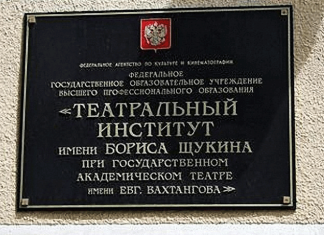 ФЕДЕРАЛЬНОЕ АГЕНТСТВО ПО КУЛЬТУРЕ И КИНЕМАТОГРАФИИ
ФЕДЕРАЛЬНОЕ
ГОСУДАРСТВЕННОЕ ОБРАЗОВАТЕЛЬНОЕ УЧРЕЖДЕНИЕ
ВЫСШЕГО ПРОФЕССИОНАЛЬНОГО ОБРАЗОВАНИЯ
«ТЕАТРАЛЬНЫЙ
ИНСТИТУТ
ИМЕНИ БОРИСА ЩУКИНА
ПРИ ГОСУДАРСТВЕННОМ
АКАДЕМИЧЕСКОМ ТЕАТРЕ
ИМЕНИ ЕВГ. ВАХТАНГОВА»